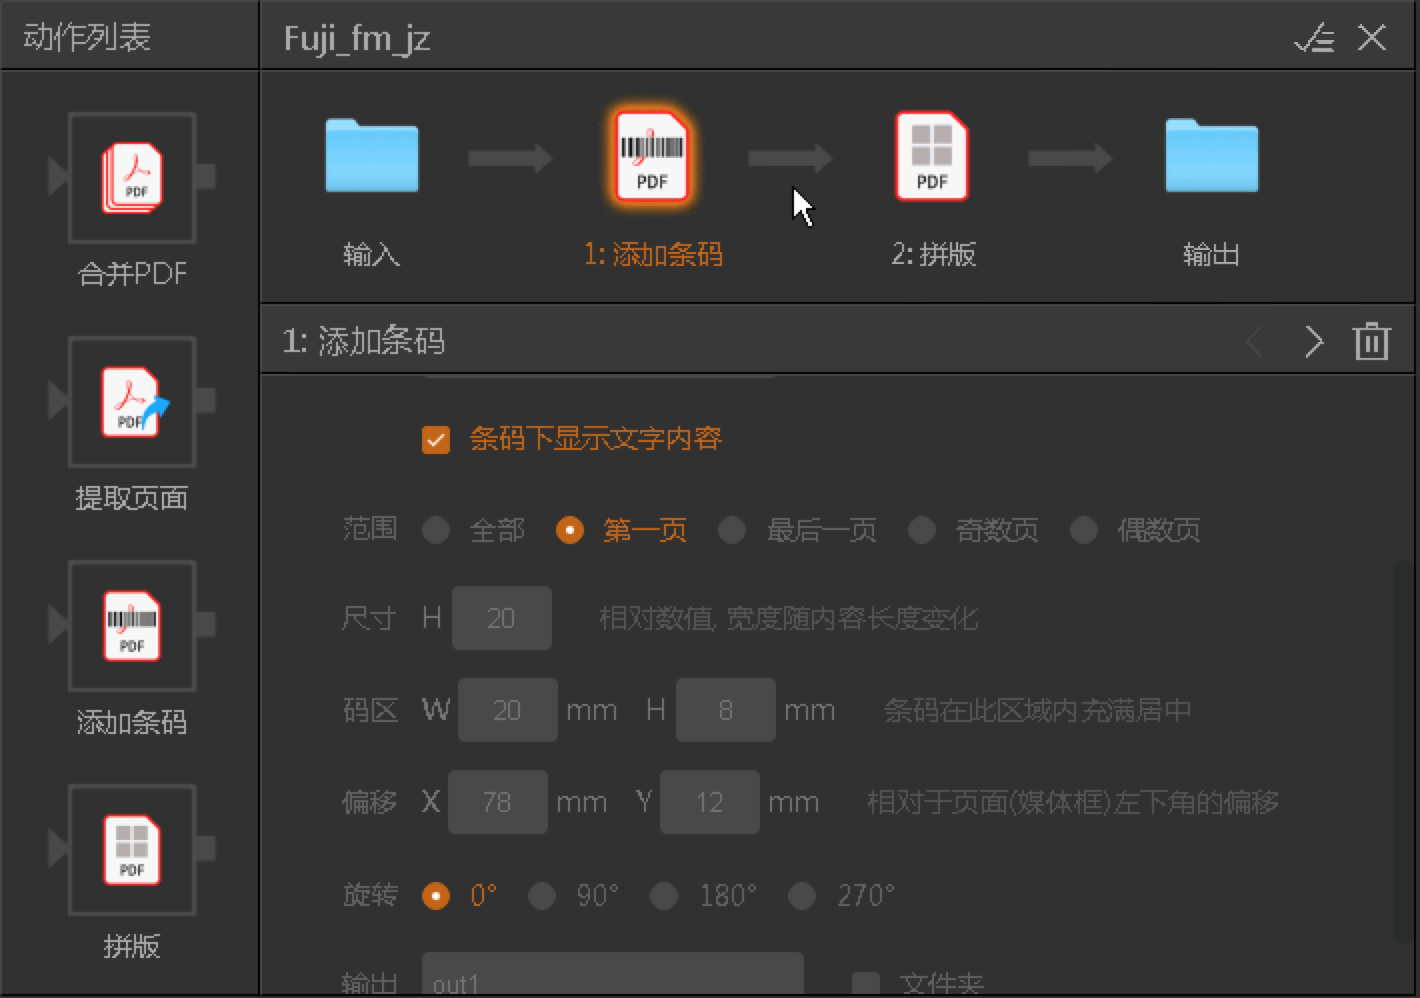 动作列表
Fuji_fm_jz
PDF
合并PDF
PDF
提取页面
PDF
添加条码
PDF
拼版
输入
PDF
1: 添加条码
PDF
2: 拼版
输出
1: 添加条码
条码下显示文字内容
范围 全部 第一页 最后一页 奇数页 偶数页
尺寸 H 20 相对数值, 宽度随内容长度变化
码区 W 20 mm H 8 mm 条码在此区域内充满居中
偏移 X 78 mm Y 12 mm 相对于页面(媒体框)左下角的偏移
旋转 0° 90° 180° 270°
输出 out1 文件夹